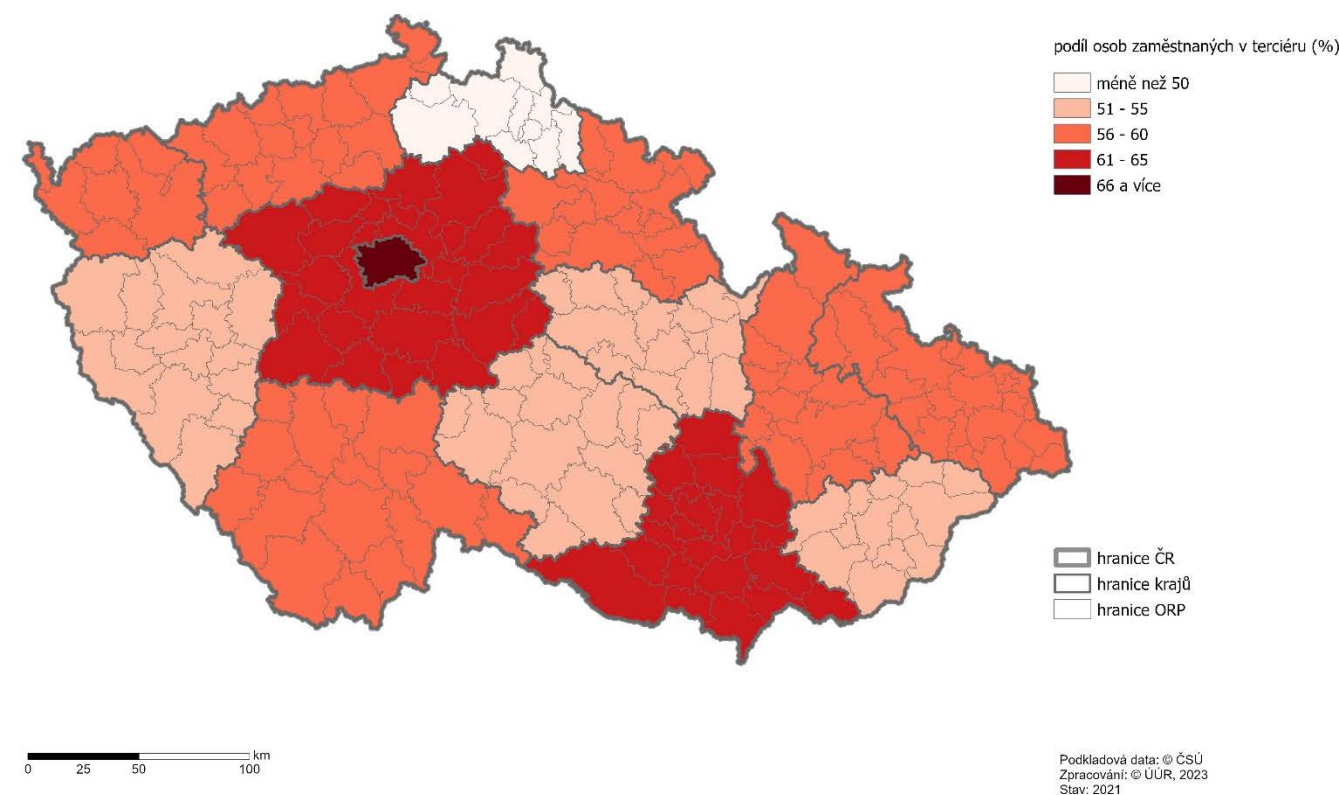 podíl osob zaměstnaných v terciéru (%)
méně než 50
51 - 55
56 - 60
61 - 65
66 a více
hranice ČR
hranice krajů
hranice ORP
km
0 25 50 100
Podkladová data: © ČSÚ
Zpracování: © ÚÚR, 2023
Stav: 2021